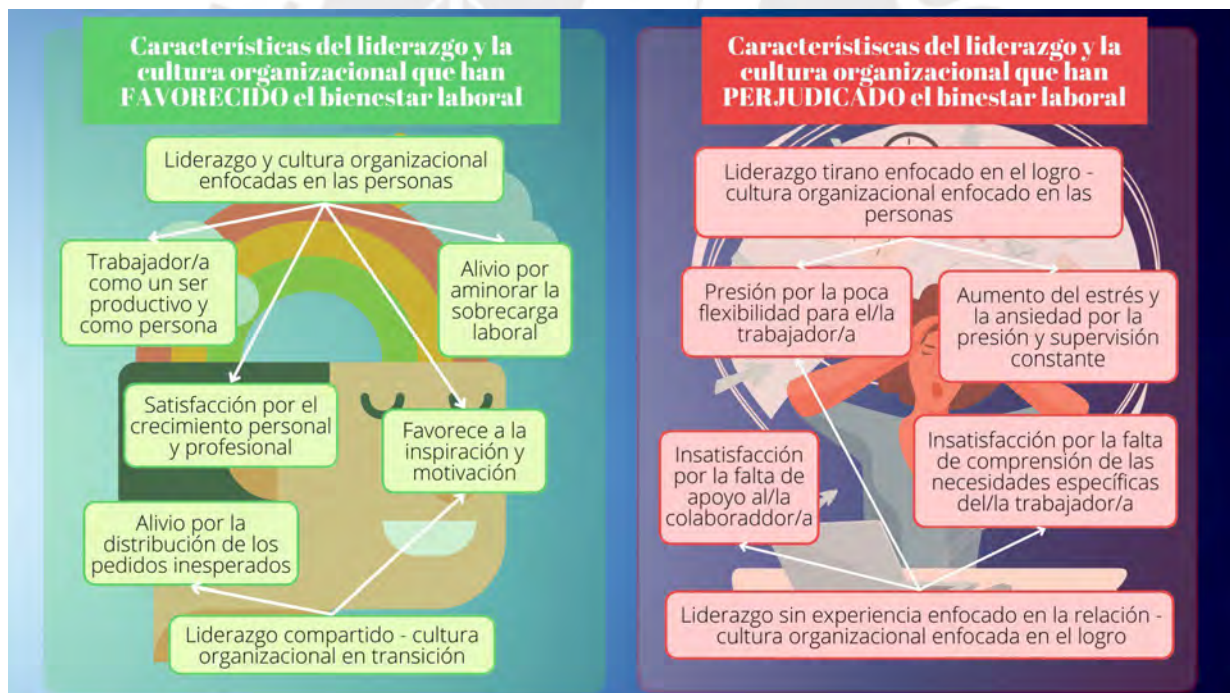 Características del liderazgo y la
cultura organizacional que han
FAVORECIDO el bienestar laboral
Liderazgo y cultura organizacional
enfocadas en las personas
Trabajador/a
como un ser
productivo y
como persona
Alivio por
aminorar la
sobrecarga
laboral
Satisfacción por el
crecimiento personal
y profesional
Favorece a la
inspiración y
motivación
Alivio por la
distribución de los
pedidos inesperados
Liderazgo compartido - cultura
organizacional en transición
Característiscas del liderazgo y la
cultura organizacional que han
PERJUDICADO el binestar laboral
Liderazgo tirano enfocado en el logro -
cultura organizacional enfocado en las
personas
Presión por la poca
flexibilidad para el/la
trabajador/a
Aumento del estrés y
la ansiedad por la
presión y supervisión
constante
Insatisfacción
por la falta de
apoyo al/la
colaboraddor/a
Insatisfacción por la falta
de comprensión de las
necesidades específicas
del/la trabajador/a
Liderazgo sin experiencia enfocado en la relación -
cultura organizacional enfocada en el logro